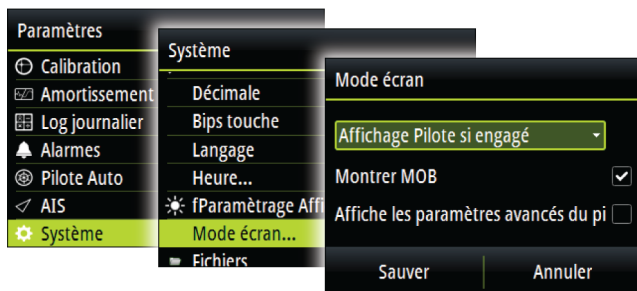 Paramètres
Calibration
Amortissement
Log journalier
Alarmes
Pilote Auto
AIS
Système
Système
Décimale
Bips touche
Langage
Heure...
fParamètrage Affi
Mode écran...
Fichiers
Mode écran
Affichage Pilote si engagé
Montrer MOB
Affiche les paramètres avancés du pi
Sauver
Annuler